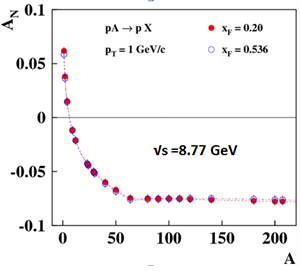 A_N
0.1
pA → p X
x_F = 0.20
p_T = 1 GeV/c
x_F = 0.536
0.05
0
√s =8.77 GeV
-0.05
-0.1
0 50 100 150 200
A